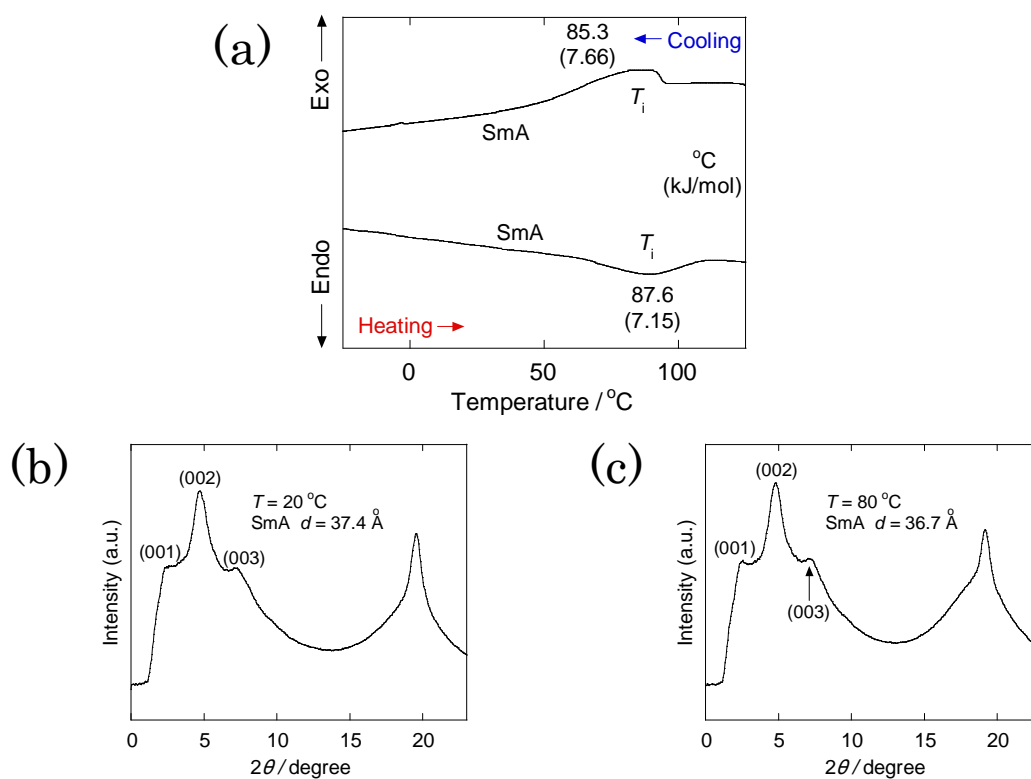 (a)
Exo
Endo
85.3
(7.66)
← Cooling
Ti
SmA
°C
(kJ/mol)
SmA
Ti
87.6
(7.15)
Heating →
0 50 100
Temperature / °C
(b)
Intensity (a.u.)
(001)
(002)
(003)
T = 20 °C
SmA d = 37.4 Å
0 5 10 15 20
2θ / degree
(c)
Intensity (a.u.)
(001)
(002)
(003)
T = 80 °C
SmA d = 36.7 Å
0 5 10 15 20
2θ / degree